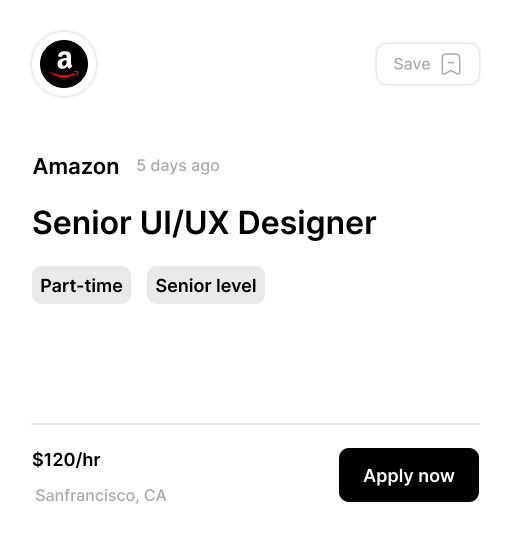 a
Save
Amazon 5 days ago
Senior UI/UX Designer
Part-time Senior level
$120/hr
Apply now
Sanfrancisco, CA